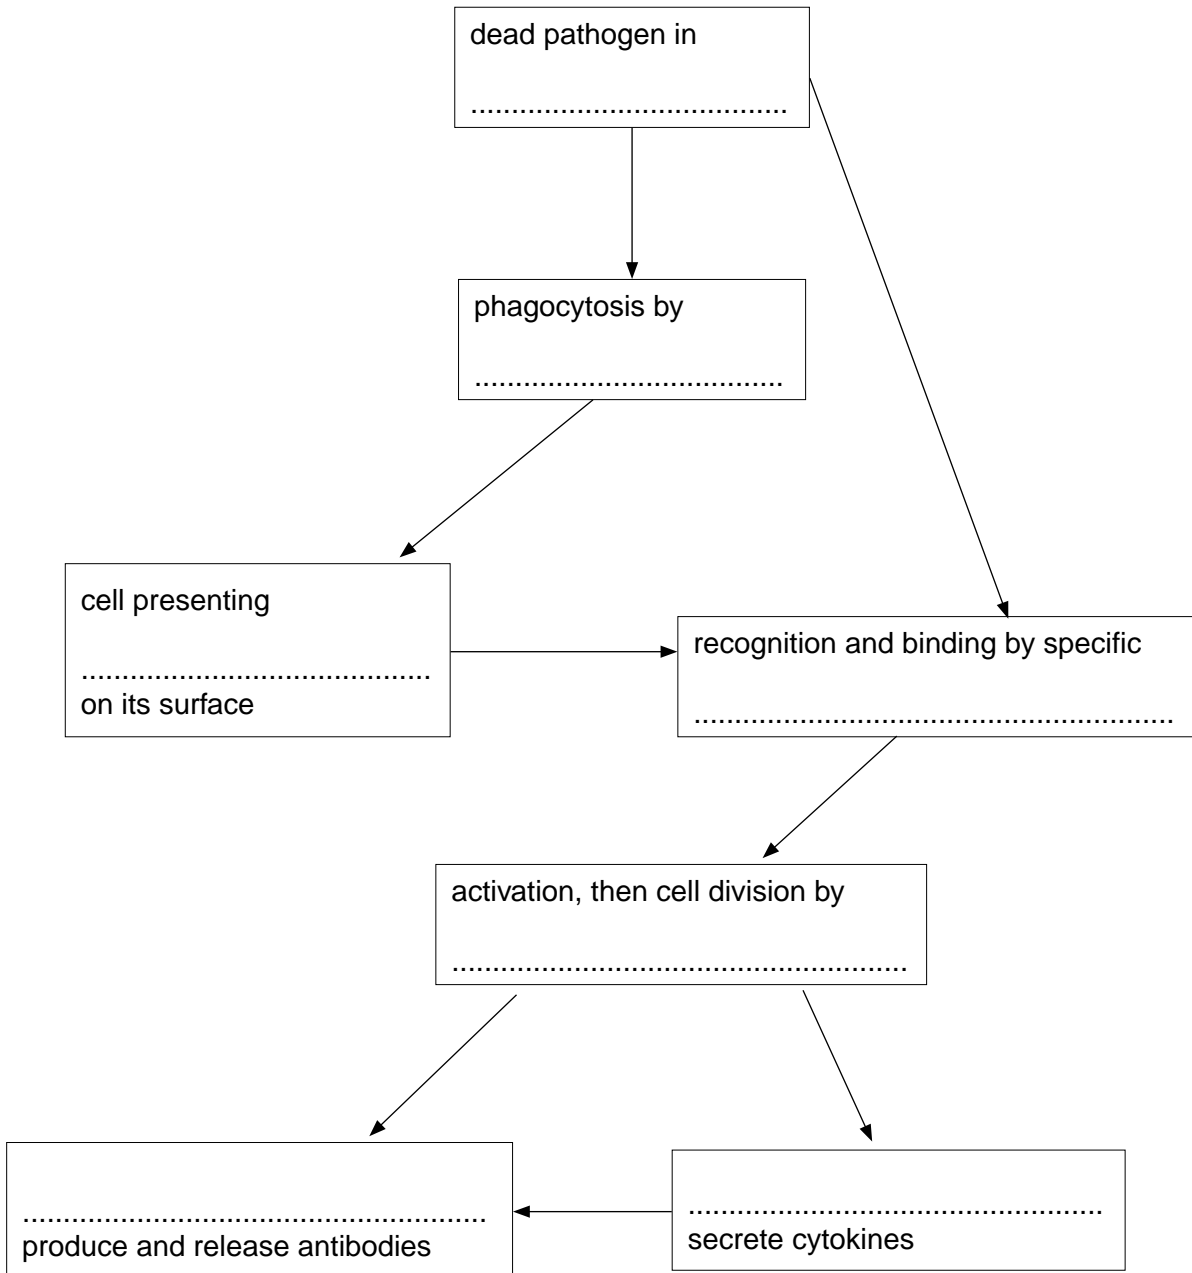 dead pathogen in
......................................
phagocytosis by
.....................................
cell presenting
..........................................
on its surface
recognition and binding by specific
..........................................................
activation, then cell division by
.......................................................
........................................................
produce and release antibodies
..................................................
secrete cytokines